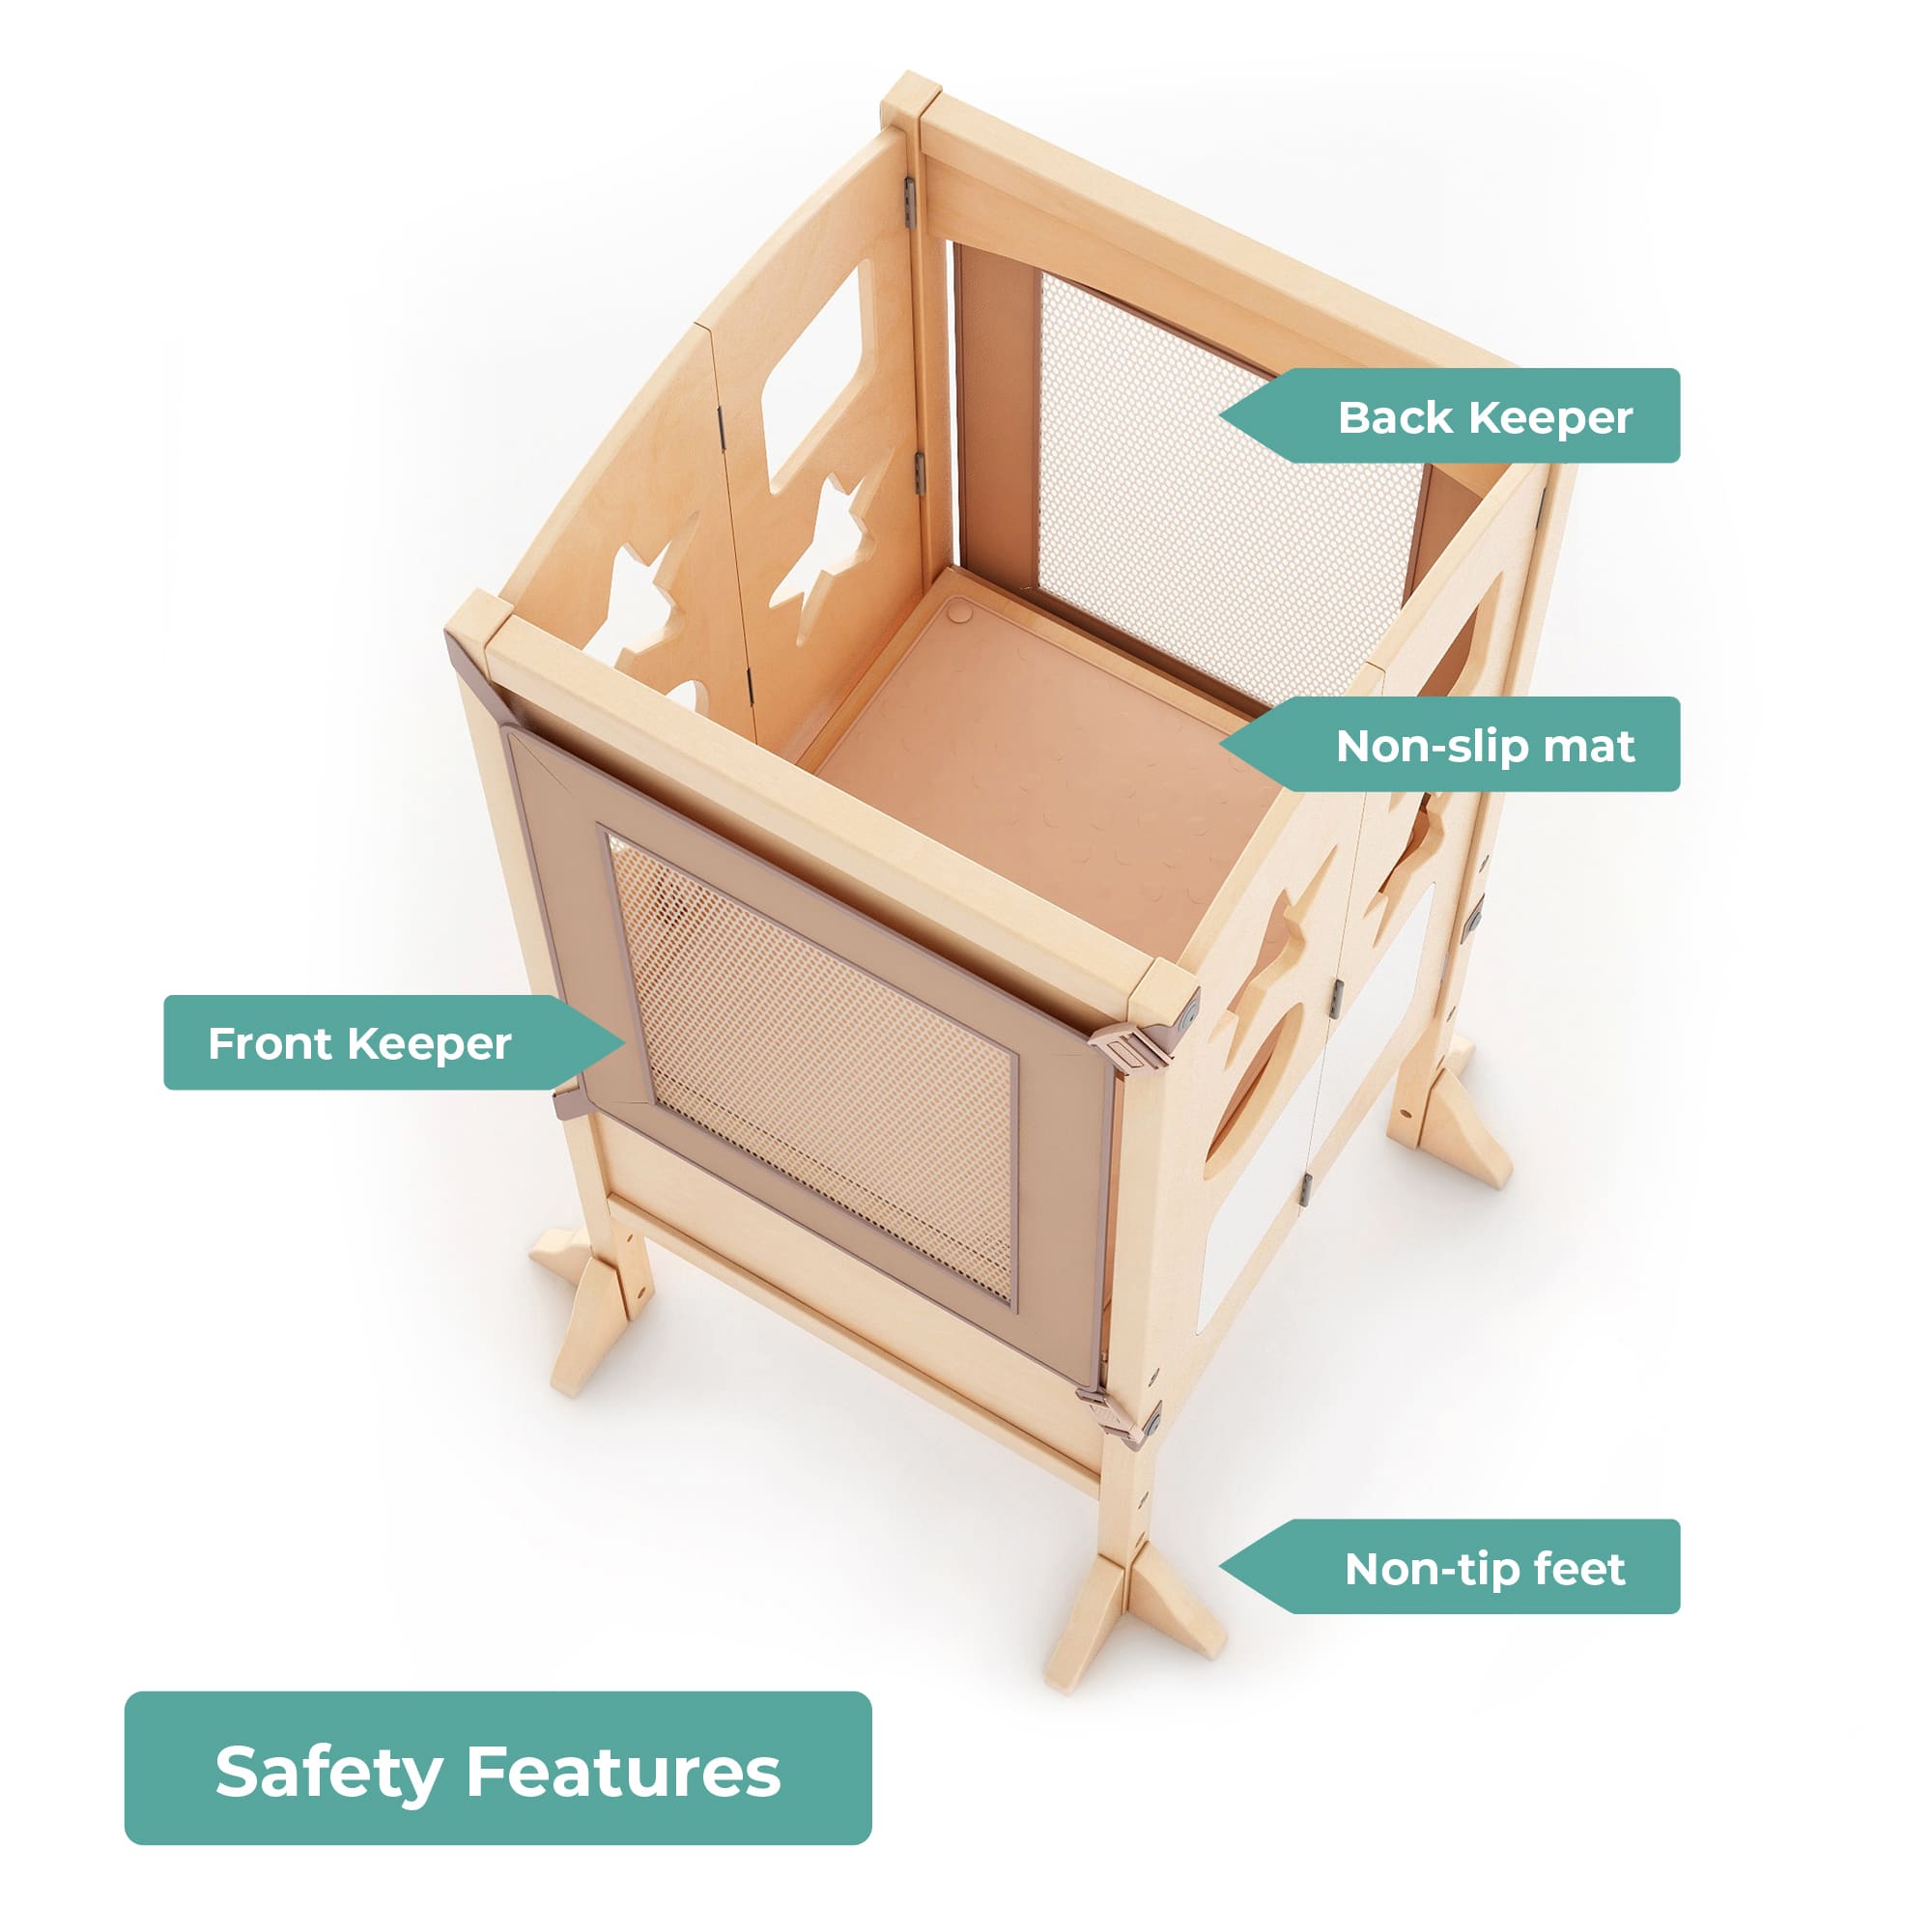 Back Keeper
Non-slip mat
Front Keeper
Non-tip feet
Safety Features